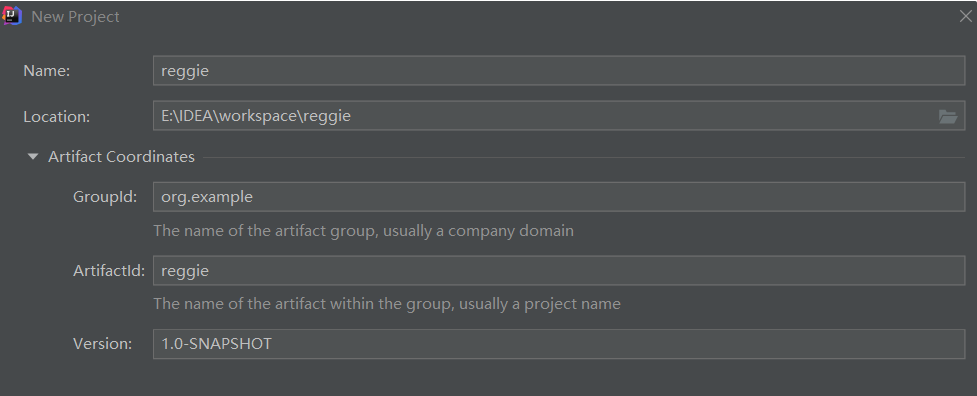 New Project
Name: reggie
Location: E:\IDEA\workspace\reggie
Artifact Coordinates
GroupId: org.example
The name of the artifact group, usually a company domain
ArtifactId: reggie
The name of the artifact within the group, usually a project name
Version: 1.0-SNAPSHOT